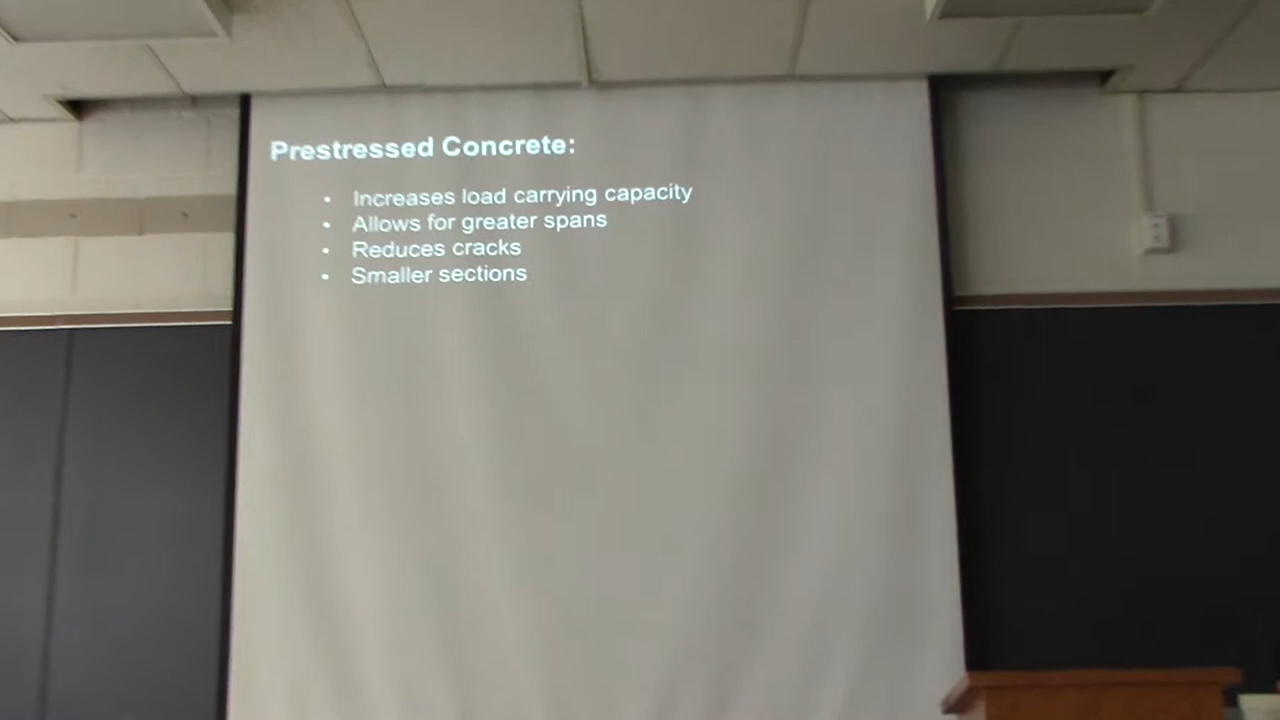 Prestressed Concrete:
• Increases load carrying capacity
• Allows for greater spans
• Reduces cracks
• Smaller sections